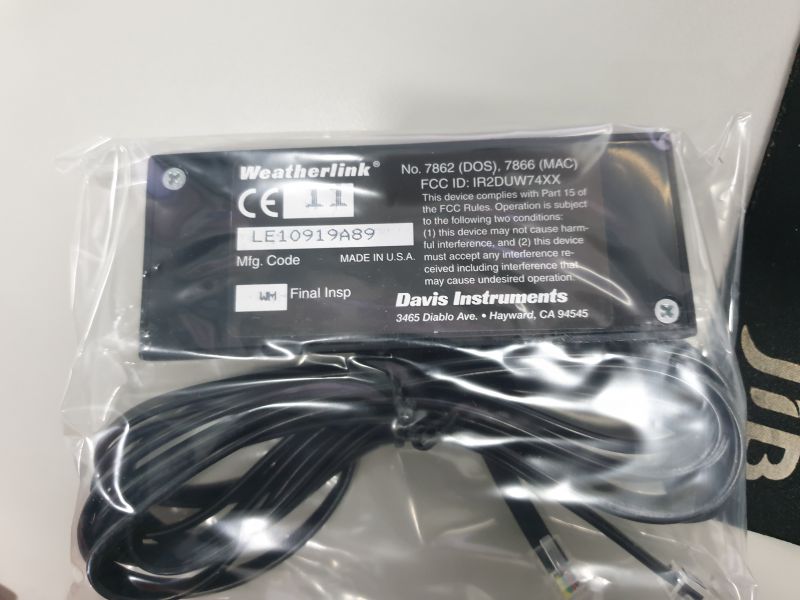 Weatherlink®
CE 11
LE10919A89
Mfg. Code MADE IN U.S.A.
WM Final Insp
No. 7862 (DOS), 7866 (MAC)
FCC ID: IR2DUW74XX
This device complies with Part 15 of
the FCC Rules. Operation is subject
to the following two conditions:
(1) this device may not cause harm-
ful interference, and (2) this device
must accept any interference re-
ceived including interference that
may cause undesired operation.
Davis Instruments
3465 Diablo Ave. • Hayward, CA 94545
JiB